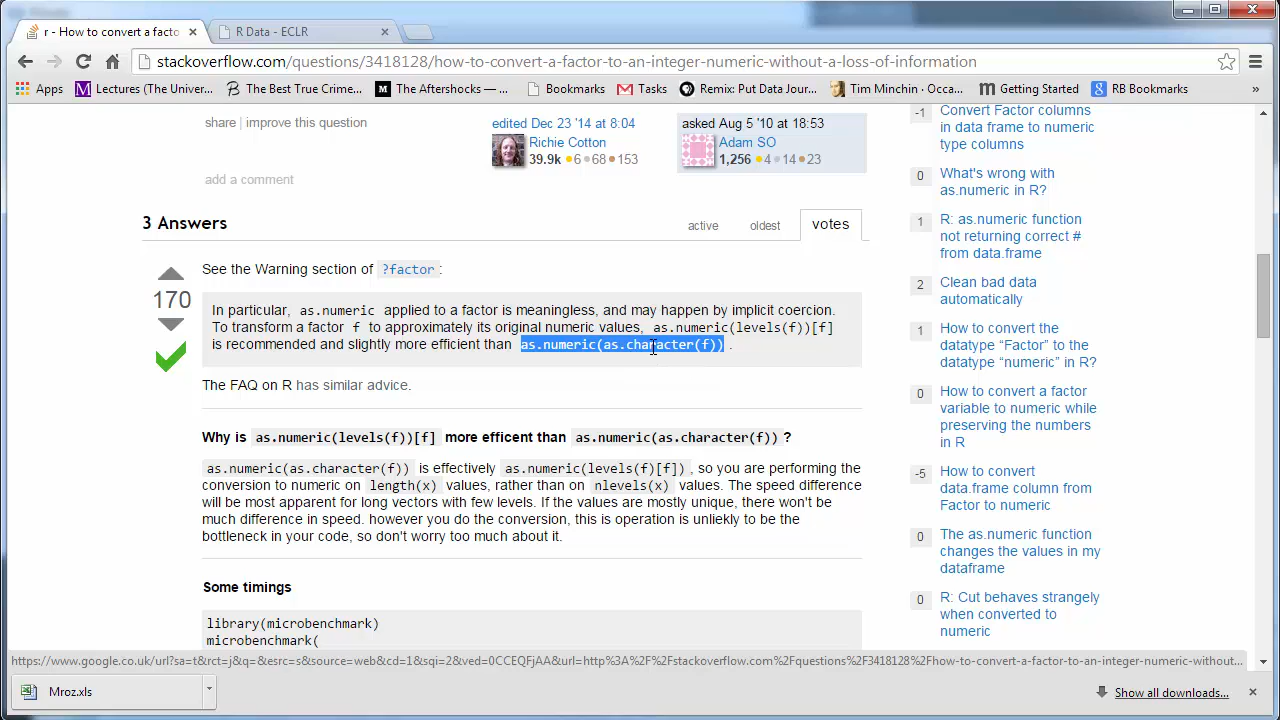 r - How to convert a facto
R Data - ECLR
stackoverflow.com/questions/3418128/how-to-convert-a-factor-to-an-integer-numeric-without-a-loss-of-information
Apps
Lectures (The Univer...
The Best True Crime...
The Aftershocks — ...
Bookmarks
Tasks
Remix: Put Data Jour...
Tim Minchin - Occa...
Getting Started
RB Bookmarks
»
share | improve this question
edited Dec 23 '14 at 8:04
Richie Cotton
39.9k 6 68 153
asked Aug 5 '10 at 18:53
Adam SO
1,256 4 14 23
add a comment
3 Answers
active
oldest
votes
170
See the Warning section of ?factor:
In particular, as.numeric applied to a factor is meaningless, and may happen by implicit coercion.
To transform a factor f to approximately its original numeric values, as.numeric(levels(f))[f]
is recommended and slightly more efficient than as.numeric(as.character(f)) .
The FAQ on R has similar advice.
Why is as.numeric(levels(f))[f] more efficent than as.numeric(as.character(f)) ?
as.numeric(as.character(f)) is effectively as.numeric(levels(f)[f]) , so you are performing the
conversion to numeric on length(x) values, rather than on nlevels(x) values. The speed difference
will be most apparent for long vectors with few levels. If the values are mostly unique, there won't be
much difference in speed. however you do the conversion, this is operation is unliekly to be the
bottleneck in your code, so don't worry too much about it.
Some timings
library(microbenchmark)
microbenchmark(
-1 Convert Factor columns
in data frame to numeric
type columns
0 What's wrong with
as.numeric in R?
1 R: as.numeric function
not returning correct #
from data.frame
2 Clean bad data
automatically
1 How to convert the
datatype “Factor” to the
datatype “numeric” in R?
0 How to convert a factor
variable to numeric while
preserving the numbers
in R
-5 How to convert
data.frame column from
Factor to numeric
0 The as.numeric function
changes the values in my
dataframe
0 R: Cut behaves strangely
when converted to
numeric
https://www.google.co.uk/url?sa=t&rct=j&q=&esrc=s&source=web&cd=1&sqi=2&ved=0CCEQFjAA&url=http%3A%2F%2Fstackoverflow.com%2Fquestions%2F3418128%2Fhow-to-convert-a-factor-to-an-integer-numeric-without...
Mroz.xls
Show all downloads...